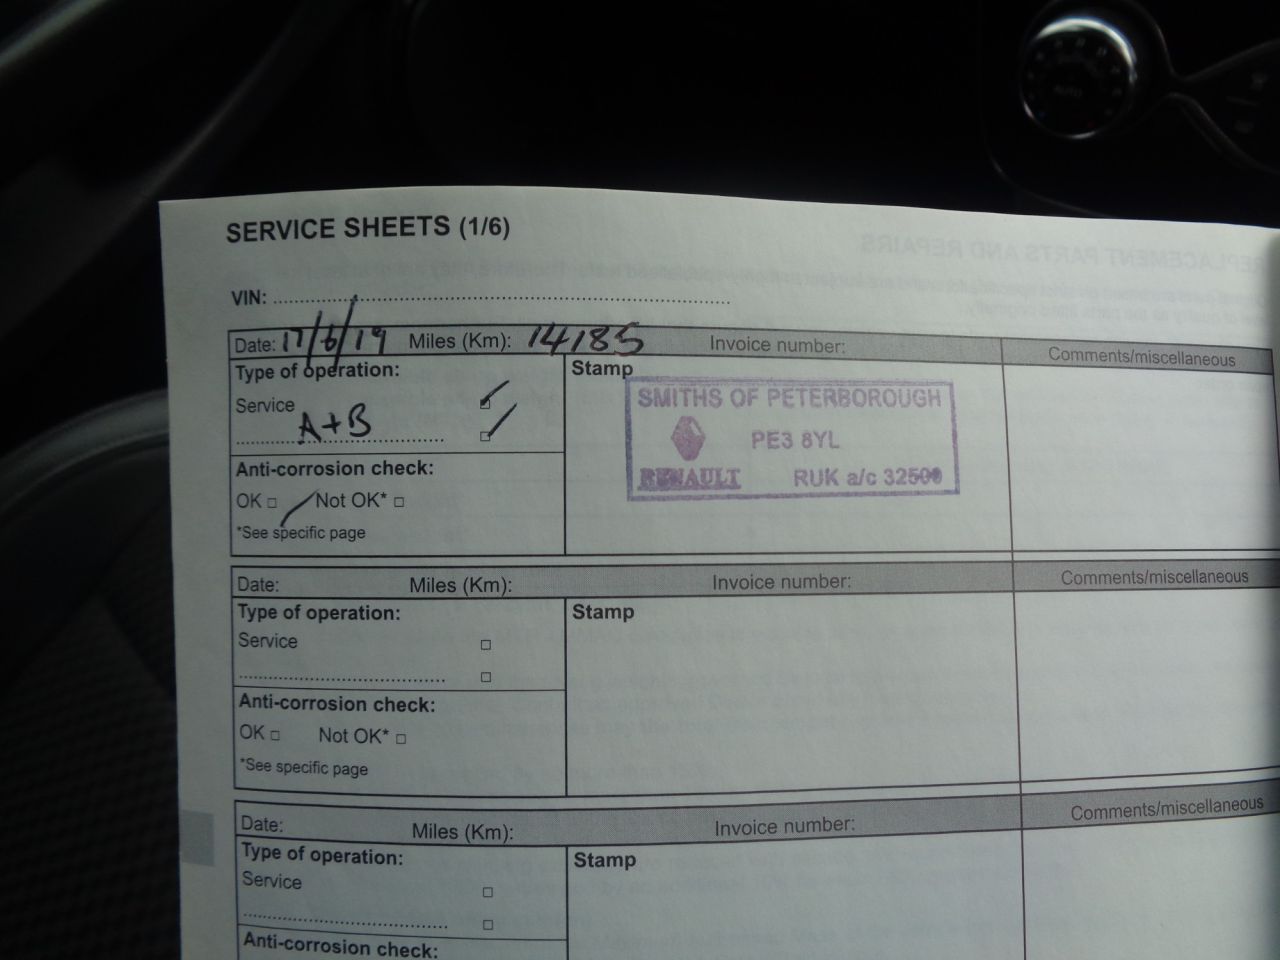 SERVICE SHEETS (1/6)
VIN:
Date: 17/6/19 Miles (Km): 14185 Invoice number: Comments/miscellaneous
Type of operation:
Stamp
Service
A+B
SMITHS OF PETERBOROUGH
PE3 8YL
RENAULT RUK a/c 32500
Anti-corrosion check:
OK Not OK*
*See specific page
Date: Miles (Km): Invoice number: Comments/miscellaneous
Type of operation:
Stamp
Service
Anti-corrosion check:
OK Not OK*
*See specific page
Date: Miles (Km): Invoice number: Comments/miscellaneous
Type of operation:
Stamp
Service
Anti-corrosion check:
AUTO